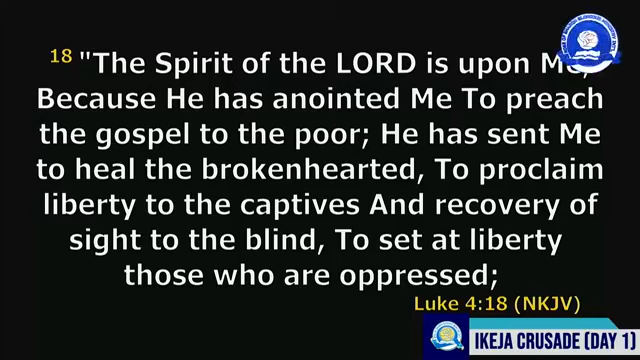 18 "The Spirit of the LORD is upon Me,
Because He has anointed Me To preach
the gospel to the poor; He has sent Me
to heal the brokenhearted, To proclaim
liberty to the captives And recovery of
sight to the blind, To set at liberty
those who are oppressed;
Luke 4:18 (NKJV)
IKEJA CRUSADE (DAY 1)